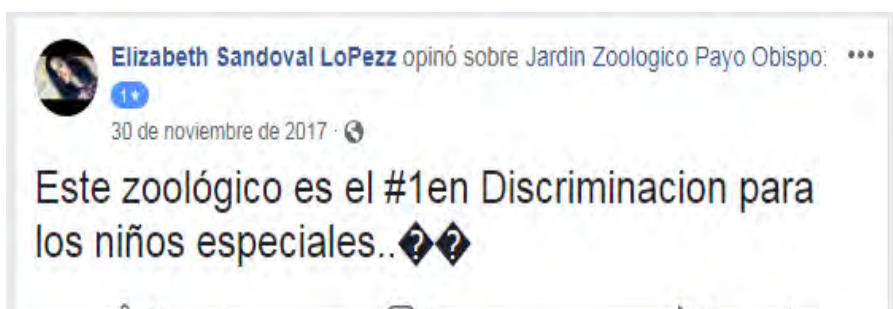 Elizabeth Sandoval LoPezz opinó sobre Jardin Zoologico Payo Obispo:
1★
30 de noviembre de 2017 ·
Este zoológico es el #1en Discriminacion para
los niños especiales..��